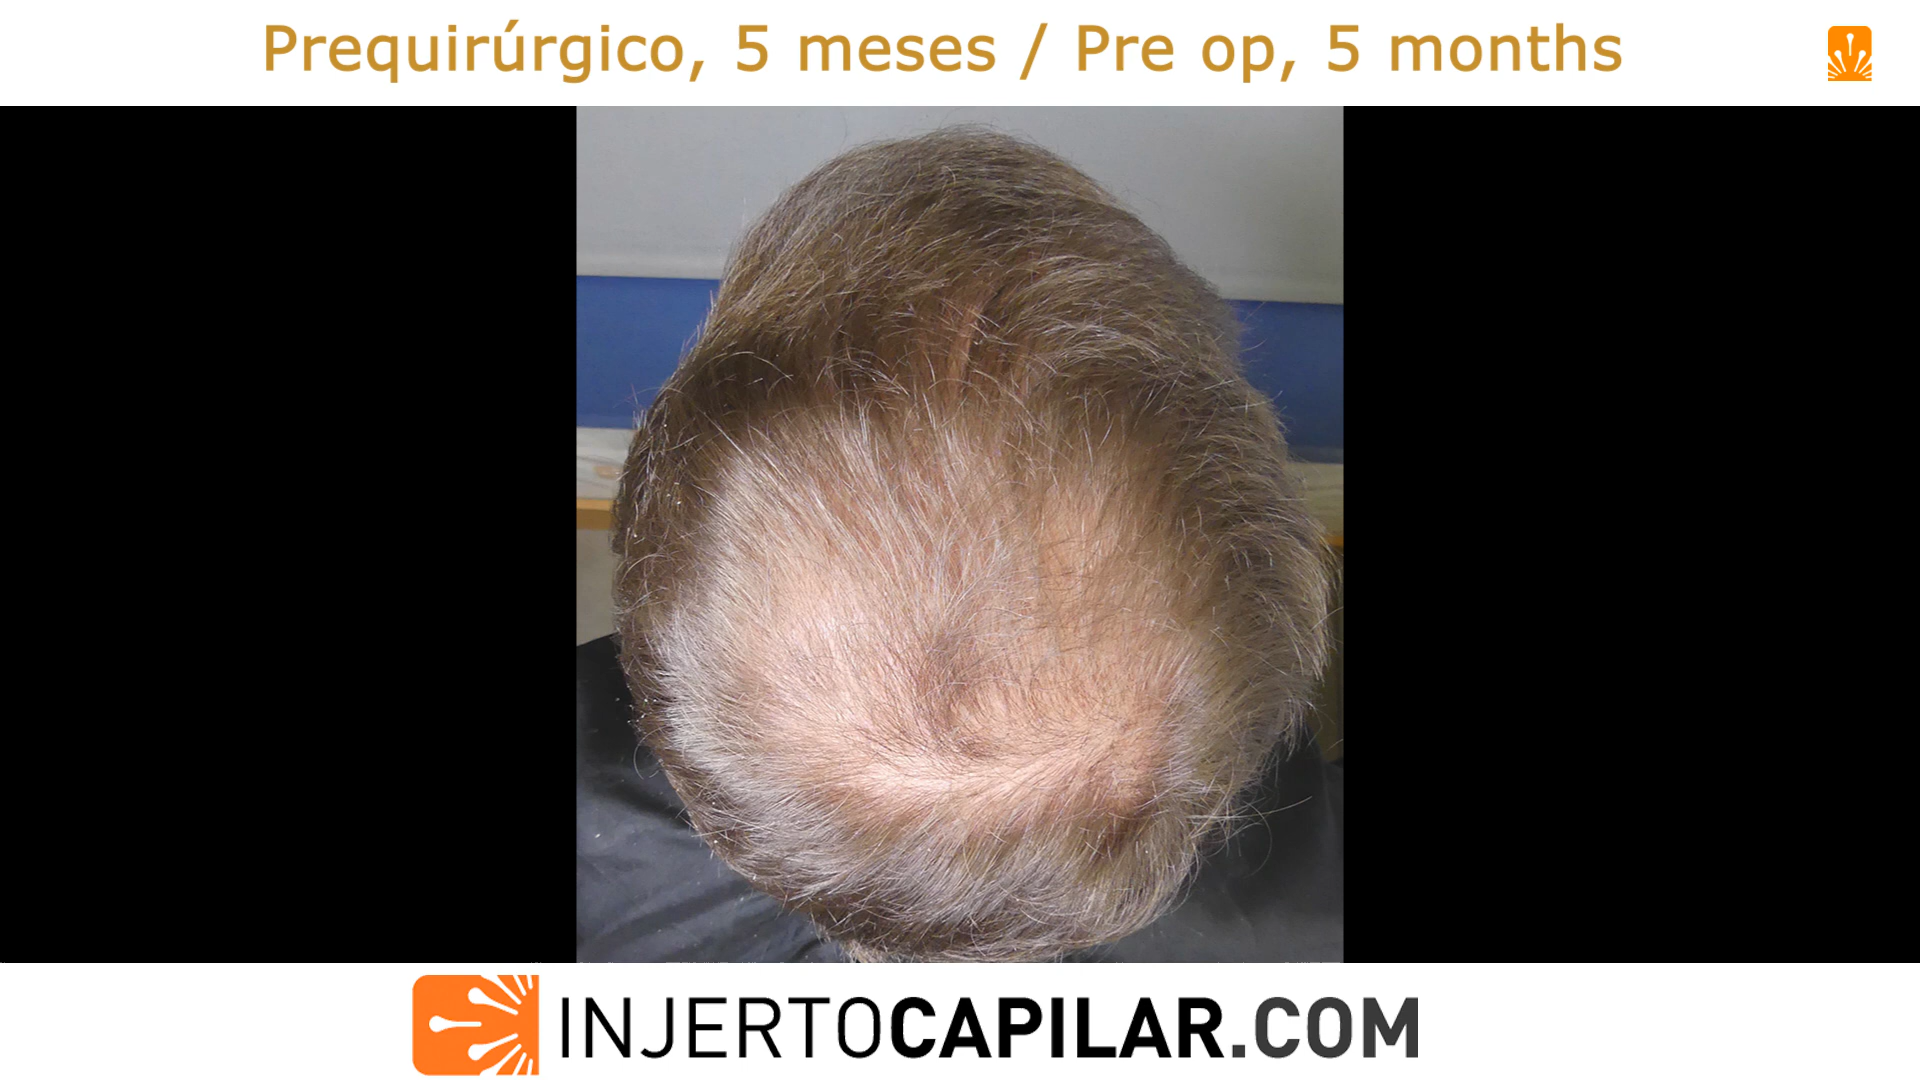 Prequirúrgico, 5 meses / Pre op, 5 months
INJERTOCAPILAR.COM